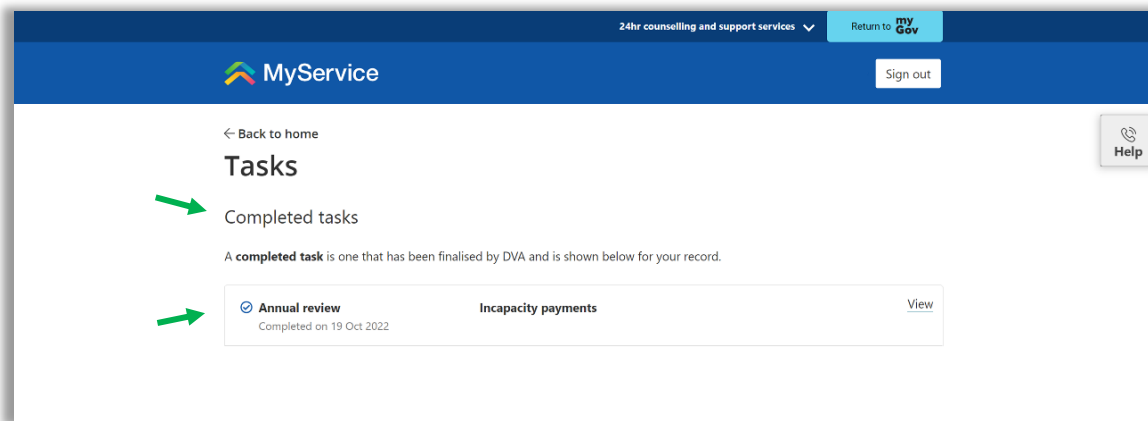 24hr counselling and support services
Return to my Gov
MyService
Sign out
Back to home
Help
Tasks
Completed tasks
A completed task is one that has been finalised by DVA and is shown below for your record.
Annual review Incapacity payments View
Completed on 19 Oct 2022